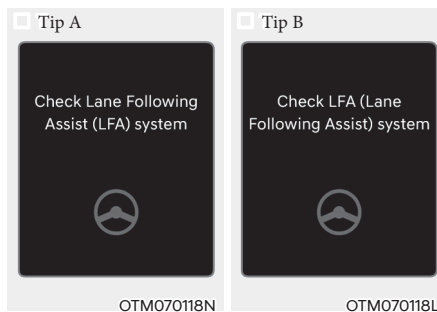 Tip A
Check Lane Following
Assist (LFA) system
OTM070118N
Tip B
Check LFA (Lane
Following Assist) system
OTM070118L